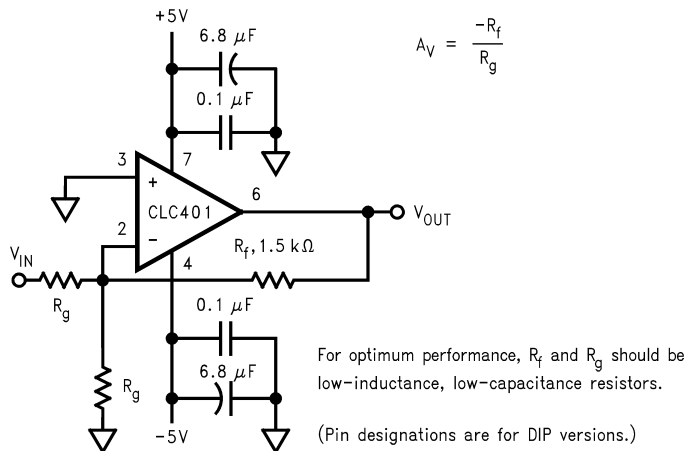 +5V
6.8 μF
A_V = -R_f / R_g
0.1 μF
3
7
+
CLC401
6
V_OUT
2
−
R_f, 1.5 kΩ
V_IN
4
R_g
0.1 μF
6.8 μF
R_g
-5V
For optimum performance, R_f and R_g should be
low-inductance, low-capacitance resistors.
(Pin designations are for DIP versions.)